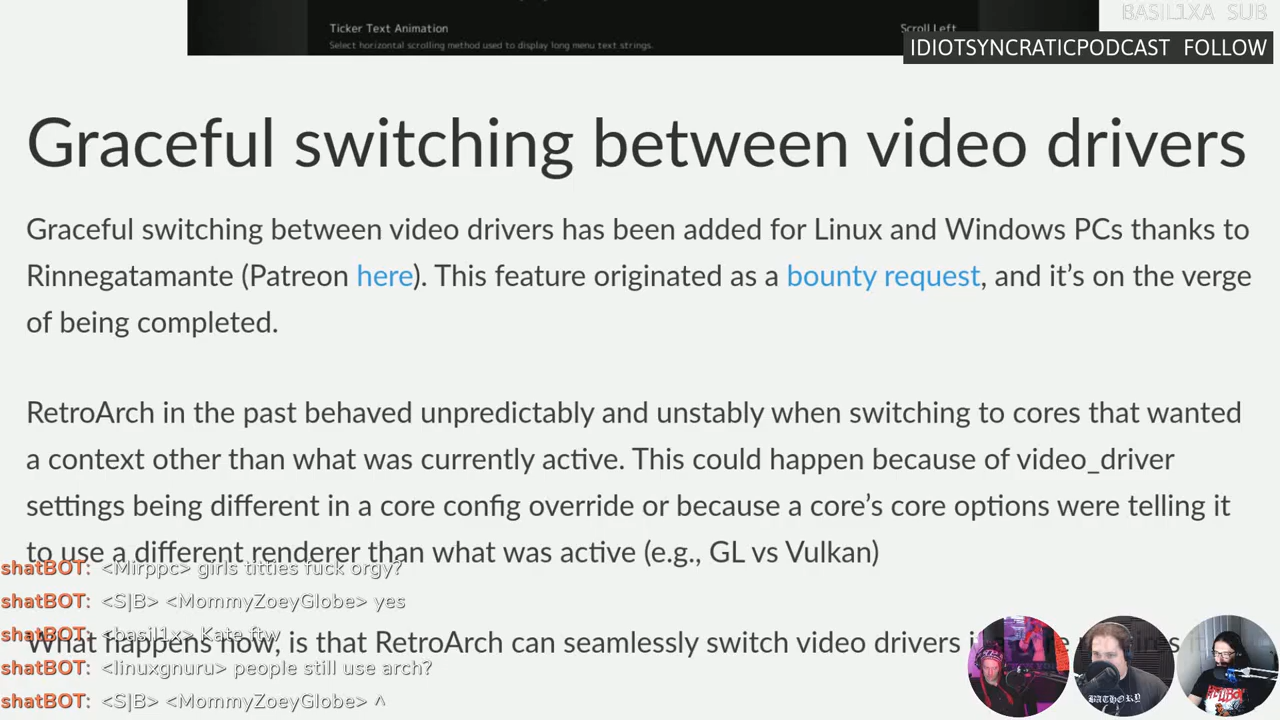 BASIL1XA SUB
Ticker Text Animation
Scroll Left
Select horizontal scrolling method used to display long menu text strings.
IDIOTSYNCRATICPODCAST FOLLOW
Graceful switching between video drivers
Graceful switching between video drivers has been added for Linux and Windows PCs thanks to
Rinnegatamante (Patreon here). This feature originated as a bounty request, and it’s on the verge
of being completed.
RetroArch in the past behaved unpredictably and unstably when switching to cores that wanted
a context other than what was currently active. This could happen because of video_driver
settings being different in a core config override or because a core’s core options were telling it
to use a different renderer than what was active (e.g., GL vs Vulkan)
shatBOT: <Mirppc> girls titties fuck orgy?
shatBOT: <S|B> <MommyZoeyGlobe> yes
shatBOT: <basil1x> Kate ftw
What happens now, is that RetroArch can seamlessly switch video drivers
shatBOT: <linuxgnuru> people still use arch?
shatBOT: <S|B> <MommyZoeyGlobe> ^
BATHORY